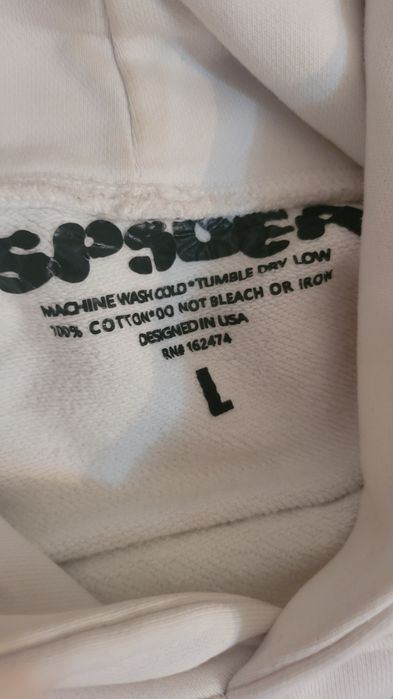 SP5DER
MACHINE WASH COLD•TUMBLE DRY LOW
100% COTTON•DO NOT BLEACH OR IRON
DESIGNED IN USA
RN# 162474
L